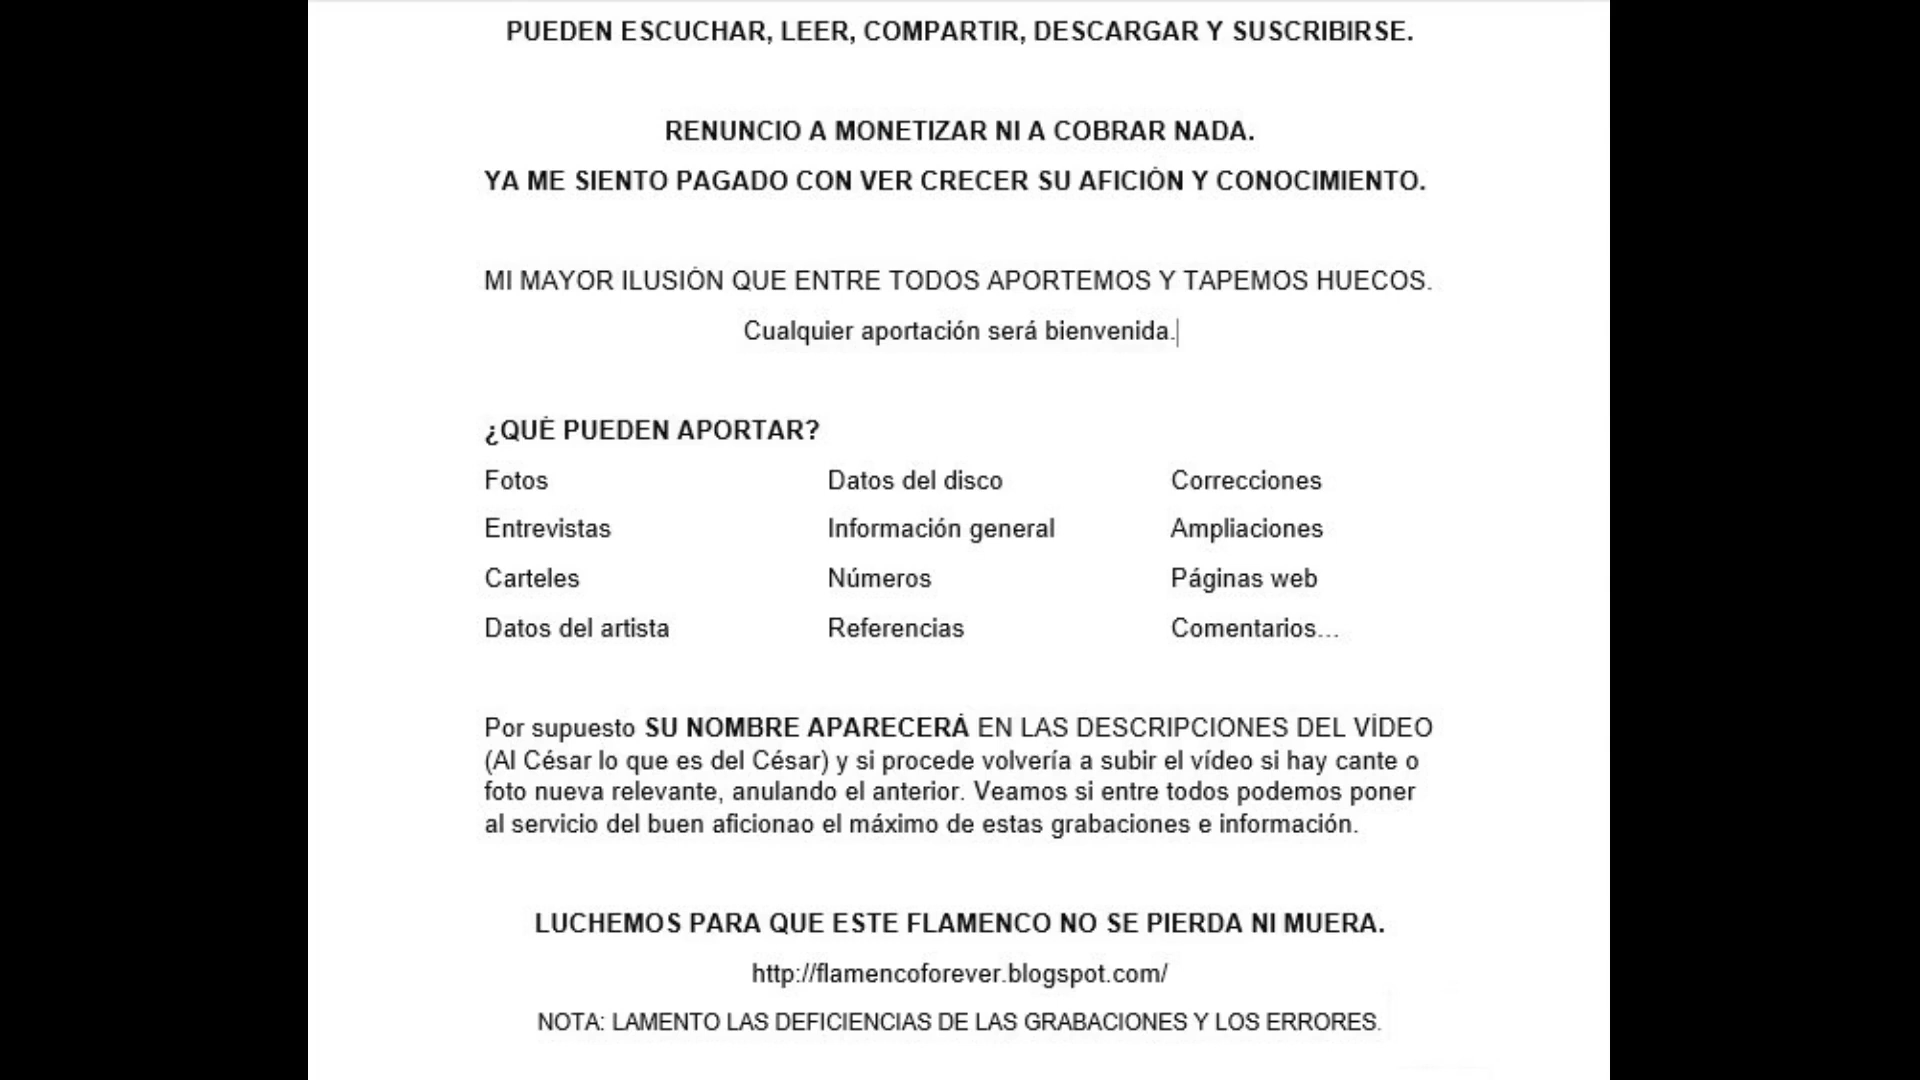 PUEDEN ESCUCHAR, LEER, COMPARTIR, DESCARGAR Y SUSCRIBIRSE.
RENUNCIO A MONETIZAR NI A COBRAR NADA.
YA ME SIENTO PAGADO CON VER CRECER SU AFICIÓN Y CONOCIMIENTO.
MI MAYOR ILUSIÓN QUE ENTRE TODOS APORTEMOS Y TAPEMOS HUECOS.
Cualquier aportación será bienvenida.
¿QUÉ PUEDEN APORTAR?
Fotos Datos del disco Correcciones
Entrevistas Información general Ampliaciones
Carteles Números Páginas web
Datos del artista Referencias Comentarios...
Por supuesto SU NOMBRE APARECERÁ EN LAS DESCRIPCIONES DEL VÍDEO
(Al César lo que es del César) y si procede volvería a subir el vídeo si hay cante o
foto nueva relevante, anulando el anterior. Veamos si entre todos podemos poner
al servicio del buen aficionao el máximo de estas grabaciones e información.
LUCHEMOS PARA QUE ESTE FLAMENCO NO SE PIERDA NI MUERA.
http://flamencoforever.blogspot.com/
NOTA: LAMENTO LAS DEFICIENCIAS DE LAS GRABACIONES Y LOS ERRORES.